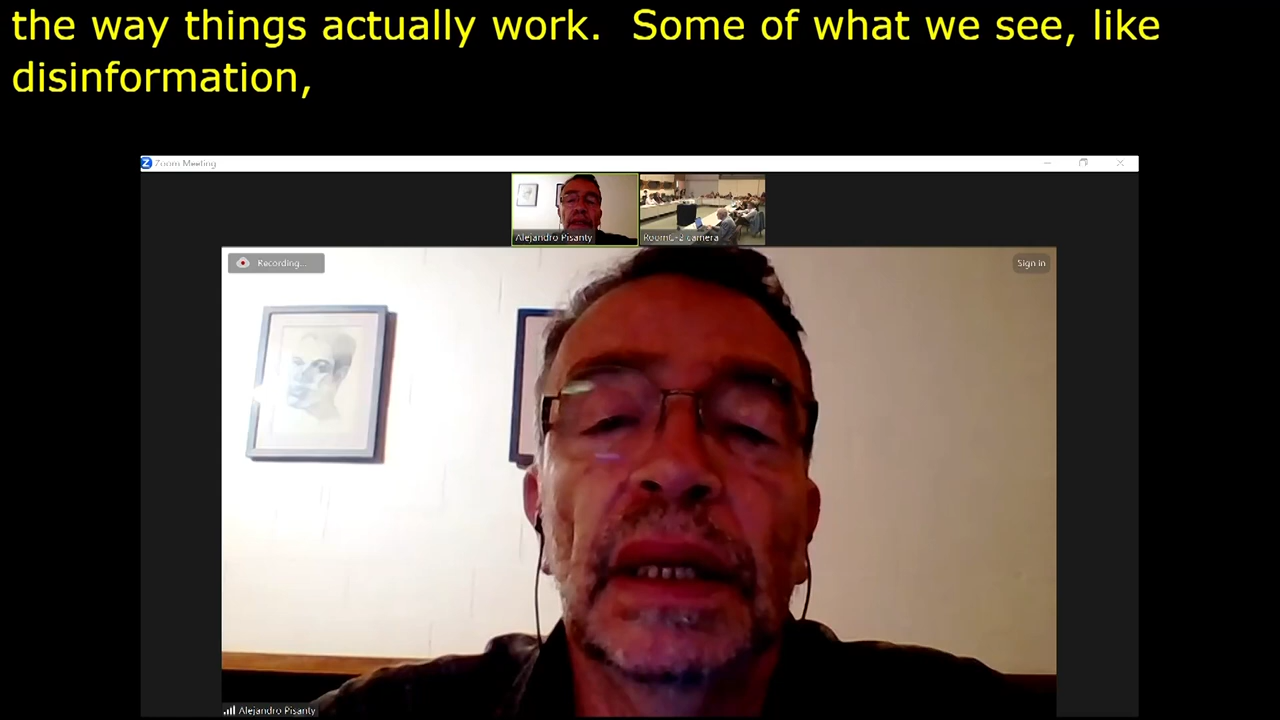 the way things actually work.  Some of what we see, like
disinformation,
Zoom Meeting
Alejandro Pisanty
RoomC-2 camera
Recording...
Sign in
Alejandro Pisanty